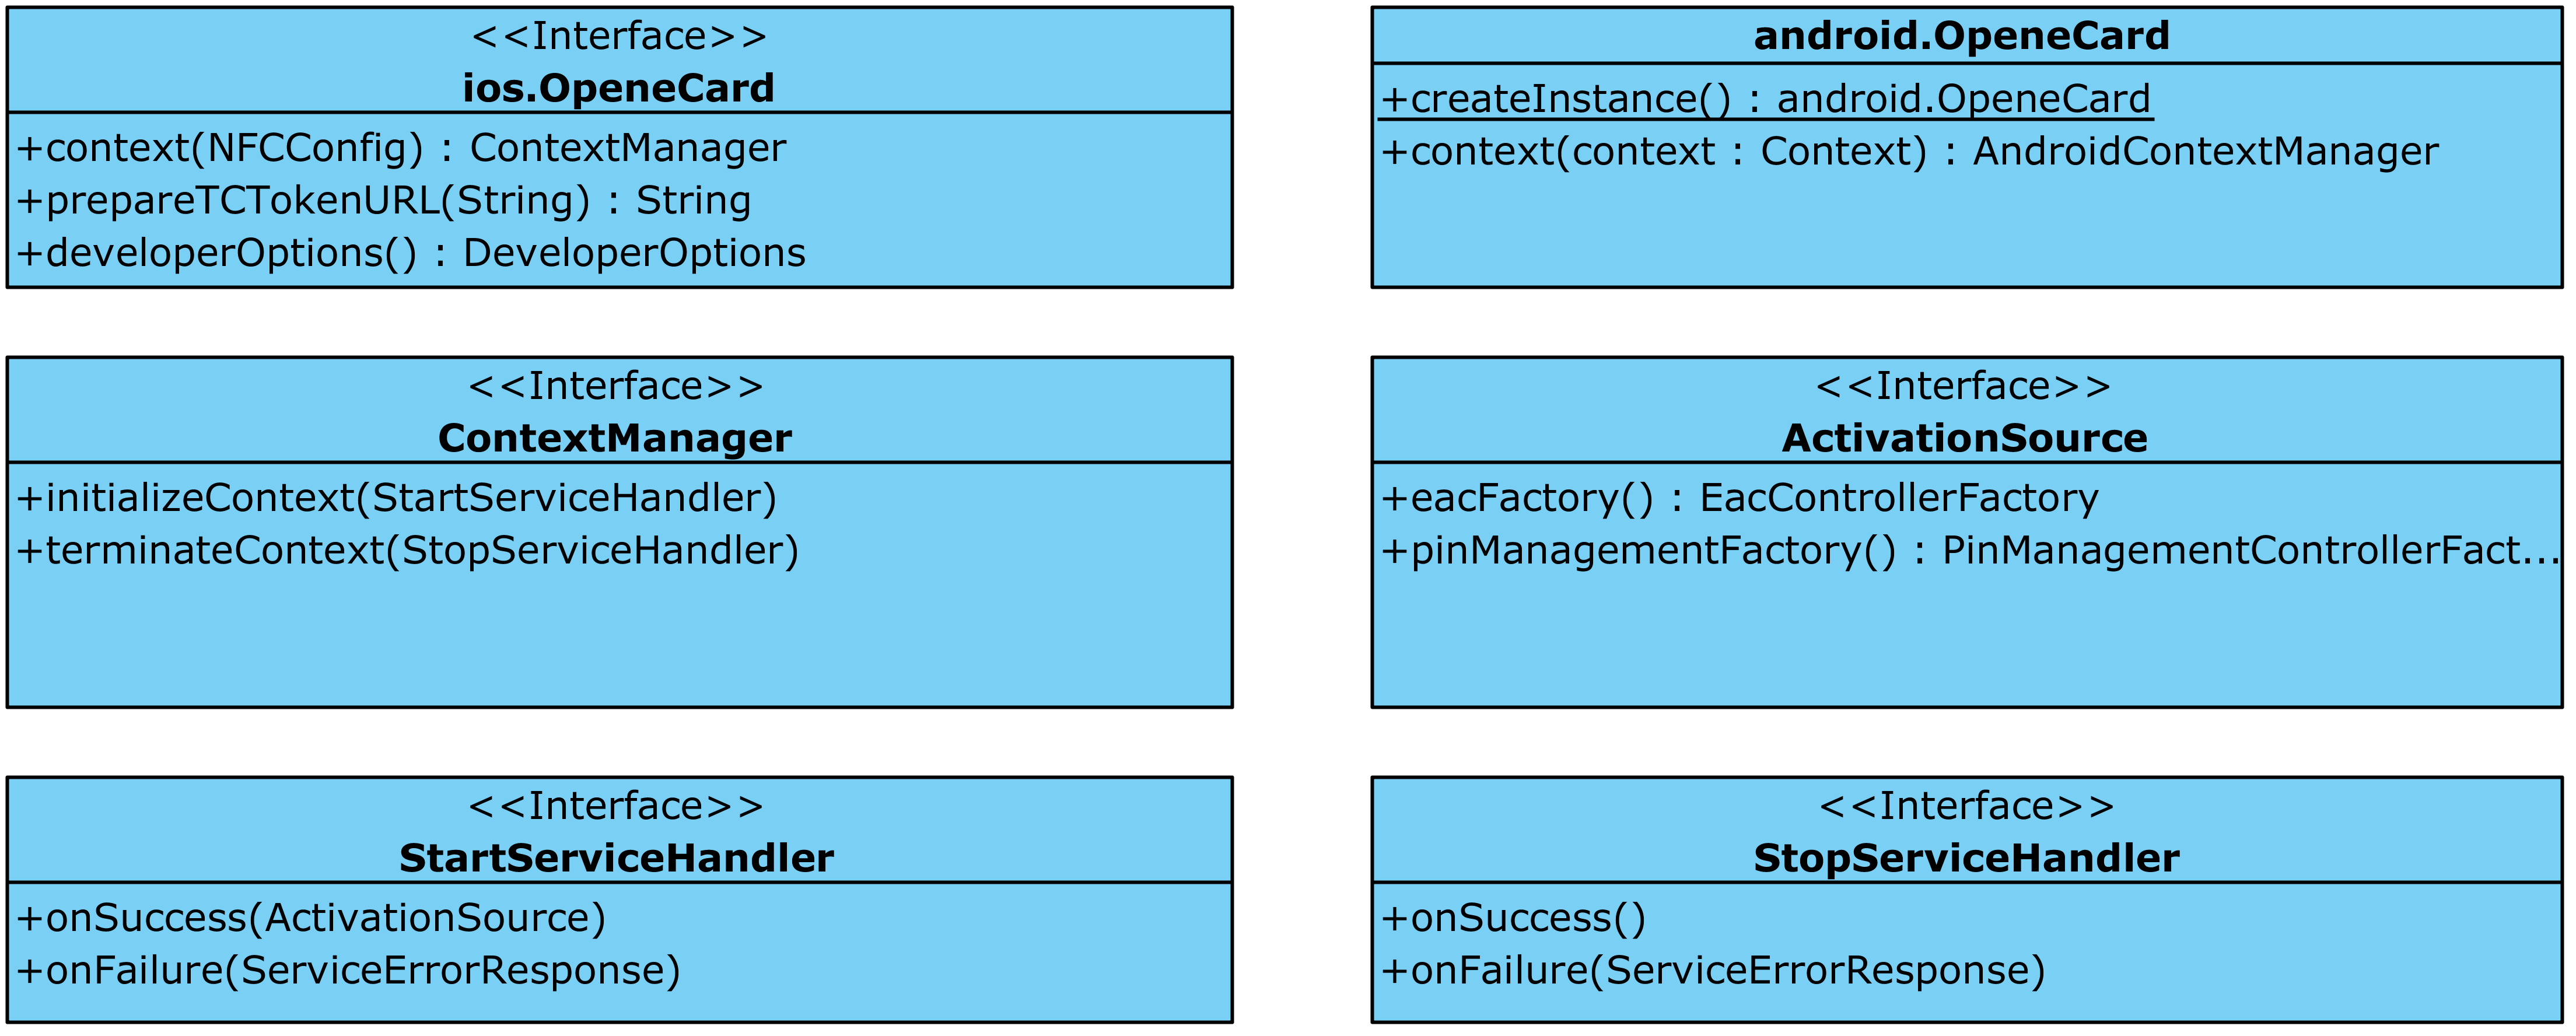 <<Interface>>
ios.OpeneCard
+context(NFCConfig) : ContextManager
+prepareTCTokenURL(String) : String
+developerOptions() : DeveloperOptions
android.OpeneCard
+createInstance() : android.OpeneCard
+context(context : Context) : AndroidContextManager
<<Interface>>
ContextManager
+initializeContext(StartServiceHandler)
+terminateContext(StopServiceHandler)
<<Interface>>
ActivationSource
+eacFactory() : EacControllerFactory
+pinManagementFactory() : PinManagementControllerFact...
<<Interface>>
StartServiceHandler
+onSuccess(ActivationSource)
+onFailure(ServiceErrorResponse)
<<Interface>>
StopServiceHandler
+onSuccess()
+onFailure(ServiceErrorResponse)